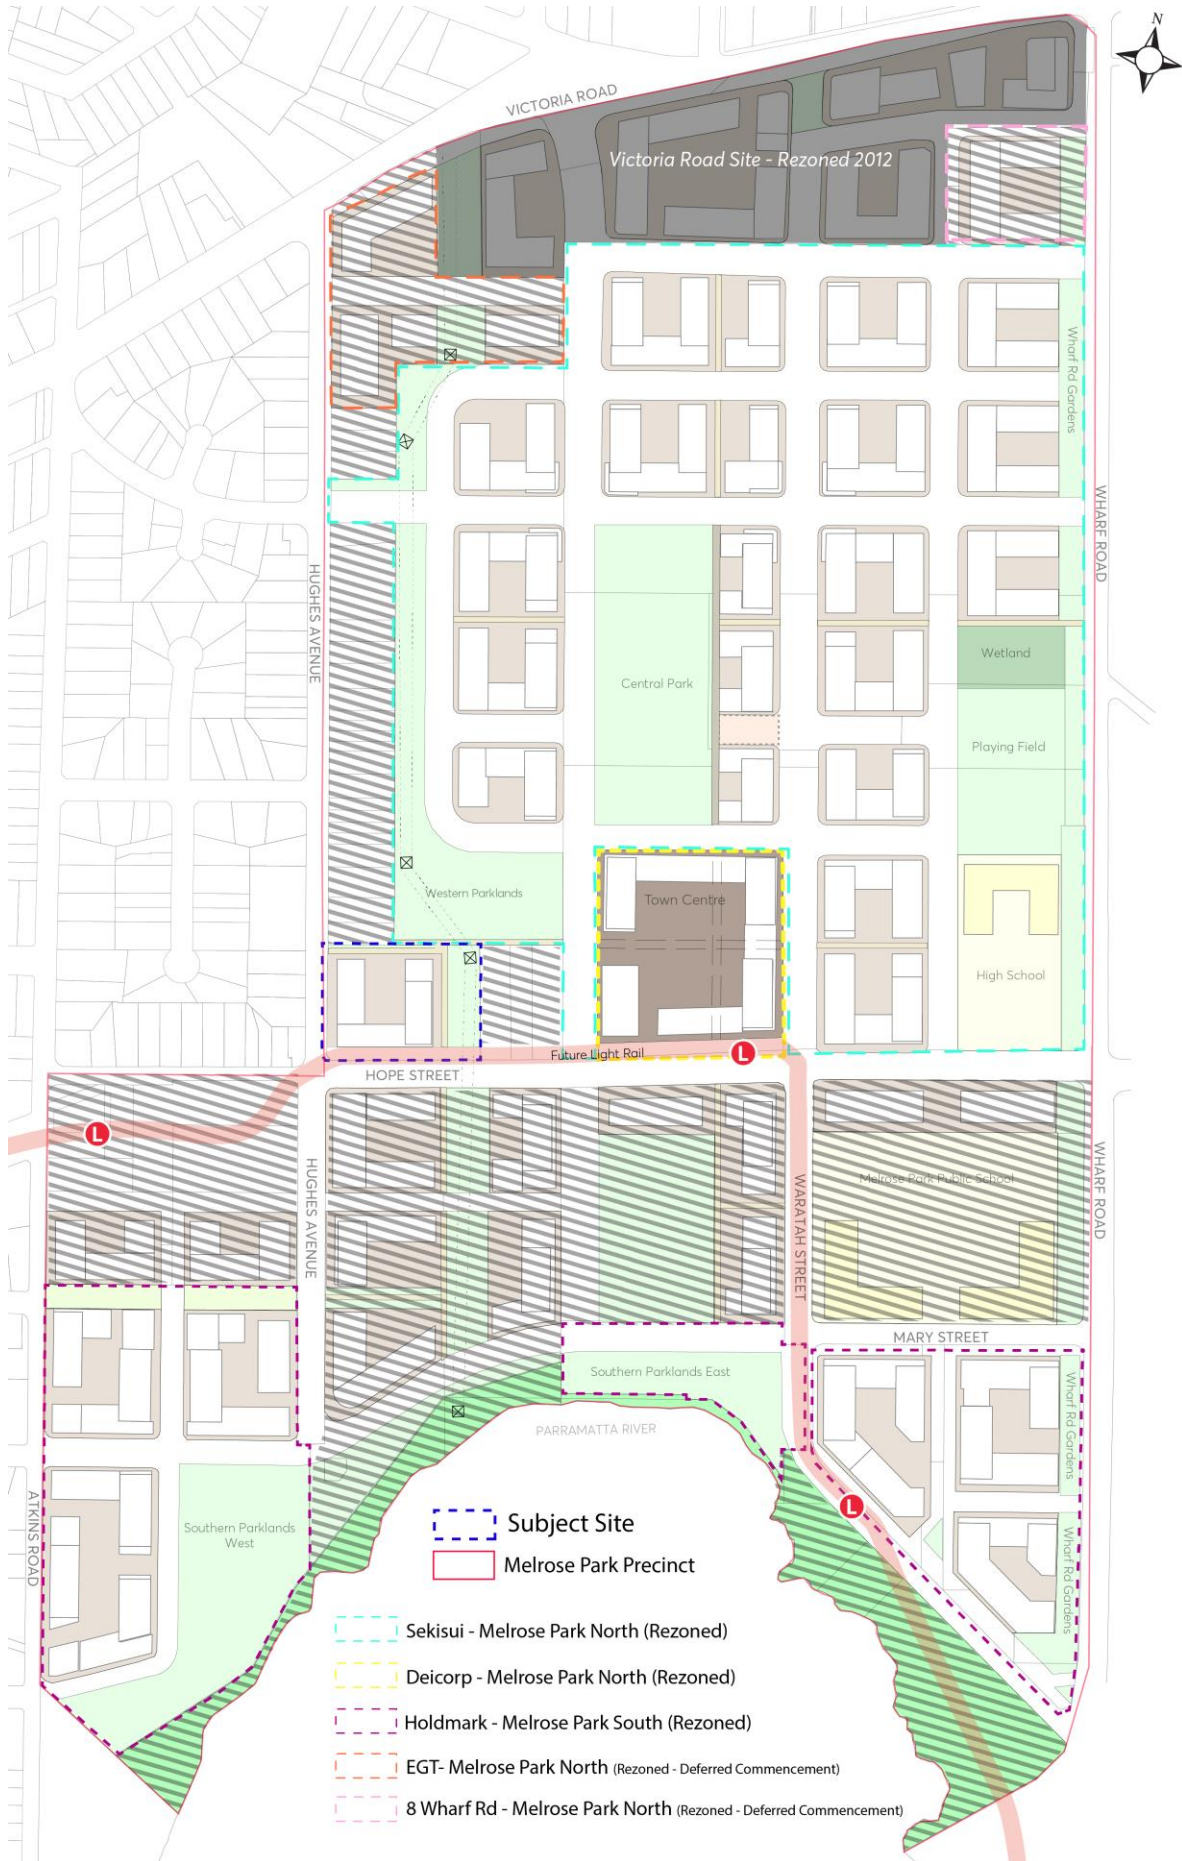 N
VICTORIA ROAD
Victoria Road Site - Rezoned 2012
Wharf Rd Gardens
WHARF ROAD
HUGHES AVENUE
Central Park
Wetland
Playing Field
Western Parklands
Town Centre
High School
Future Light Rail
L
HOPE STREET
L
HUGHES AVENUE
WARATAH STREET
Melrose Park Public School
WHARF ROAD
MARY STREET
Southern Parklands East
Wharf Rd Gardens
PARRAMATTA RIVER
ATKINS ROAD
Southern Parklands
West
L
Wharf Rd Gardens
Subject Site
Melrose Park Precinct
Sekisui - Melrose Park North (Rezoned)
Deicorp - Melrose Park North (Rezoned)
Holdmark - Melrose Park South (Rezoned)
EGT- Melrose Park North (Rezoned - Deferred Commencement)
8 Wharf Rd - Melrose Park North (Rezoned - Deferred Commencement)